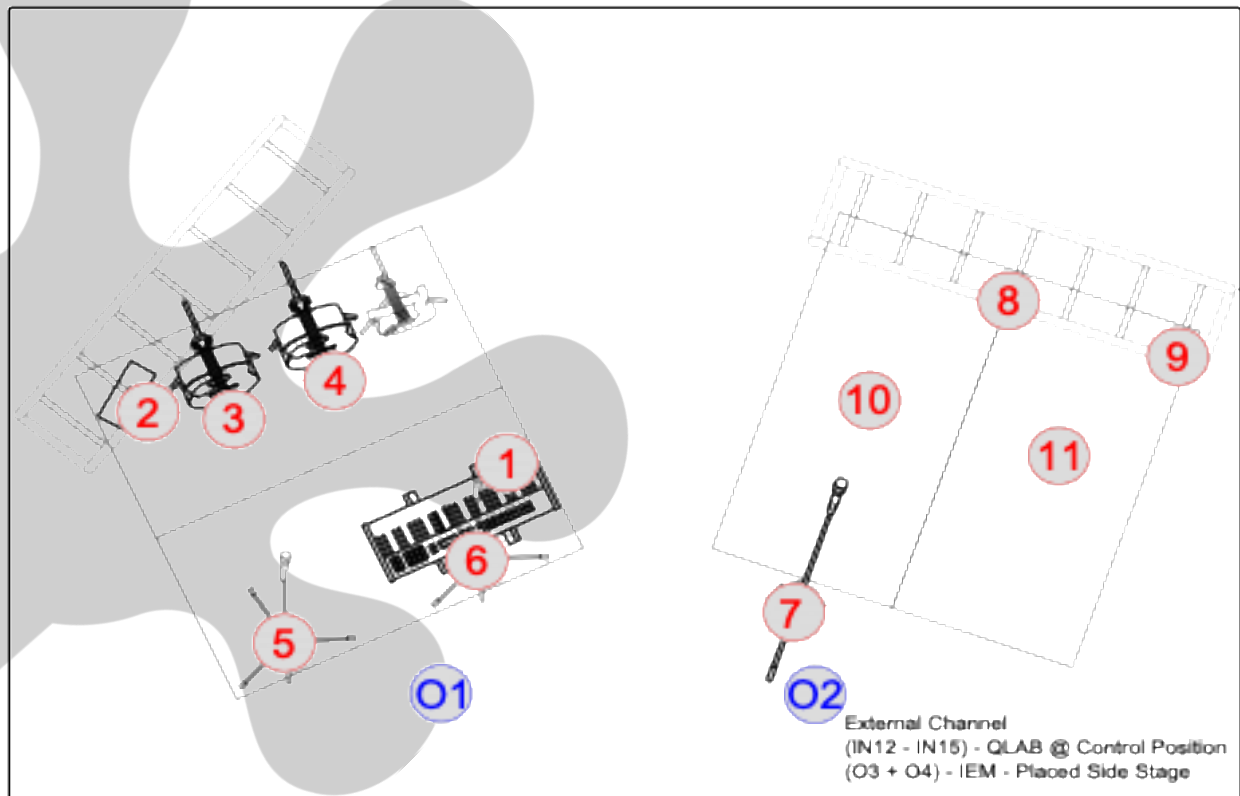 8
9
4
10
2
3
11
1
6
7
5
O1
O2
External Channel
(IN12 - IN15) - QLAB @ Control Position
(O3 + O4) - IEM - Placed Side Stage